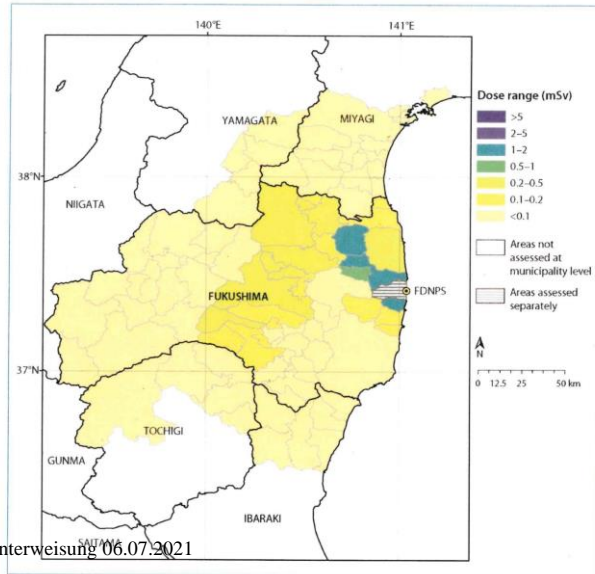 140°E
141°E
38°N
37°N
YAMAGATA
MIYAGI
NIIGATA
FUKUSHIMA
FDNPS
TOCHIGI
GUNMA
IBARAKI
SAITAMA
Dose range (mSv)
>5
2–5
1–2
0.5–1
0.2–0.5
0.1–0.2
<0.1
Areas not
assessed at
municipality level
Areas assessed
separately
N
0 12.5 25 50 km
nterweisung 06.07.2021